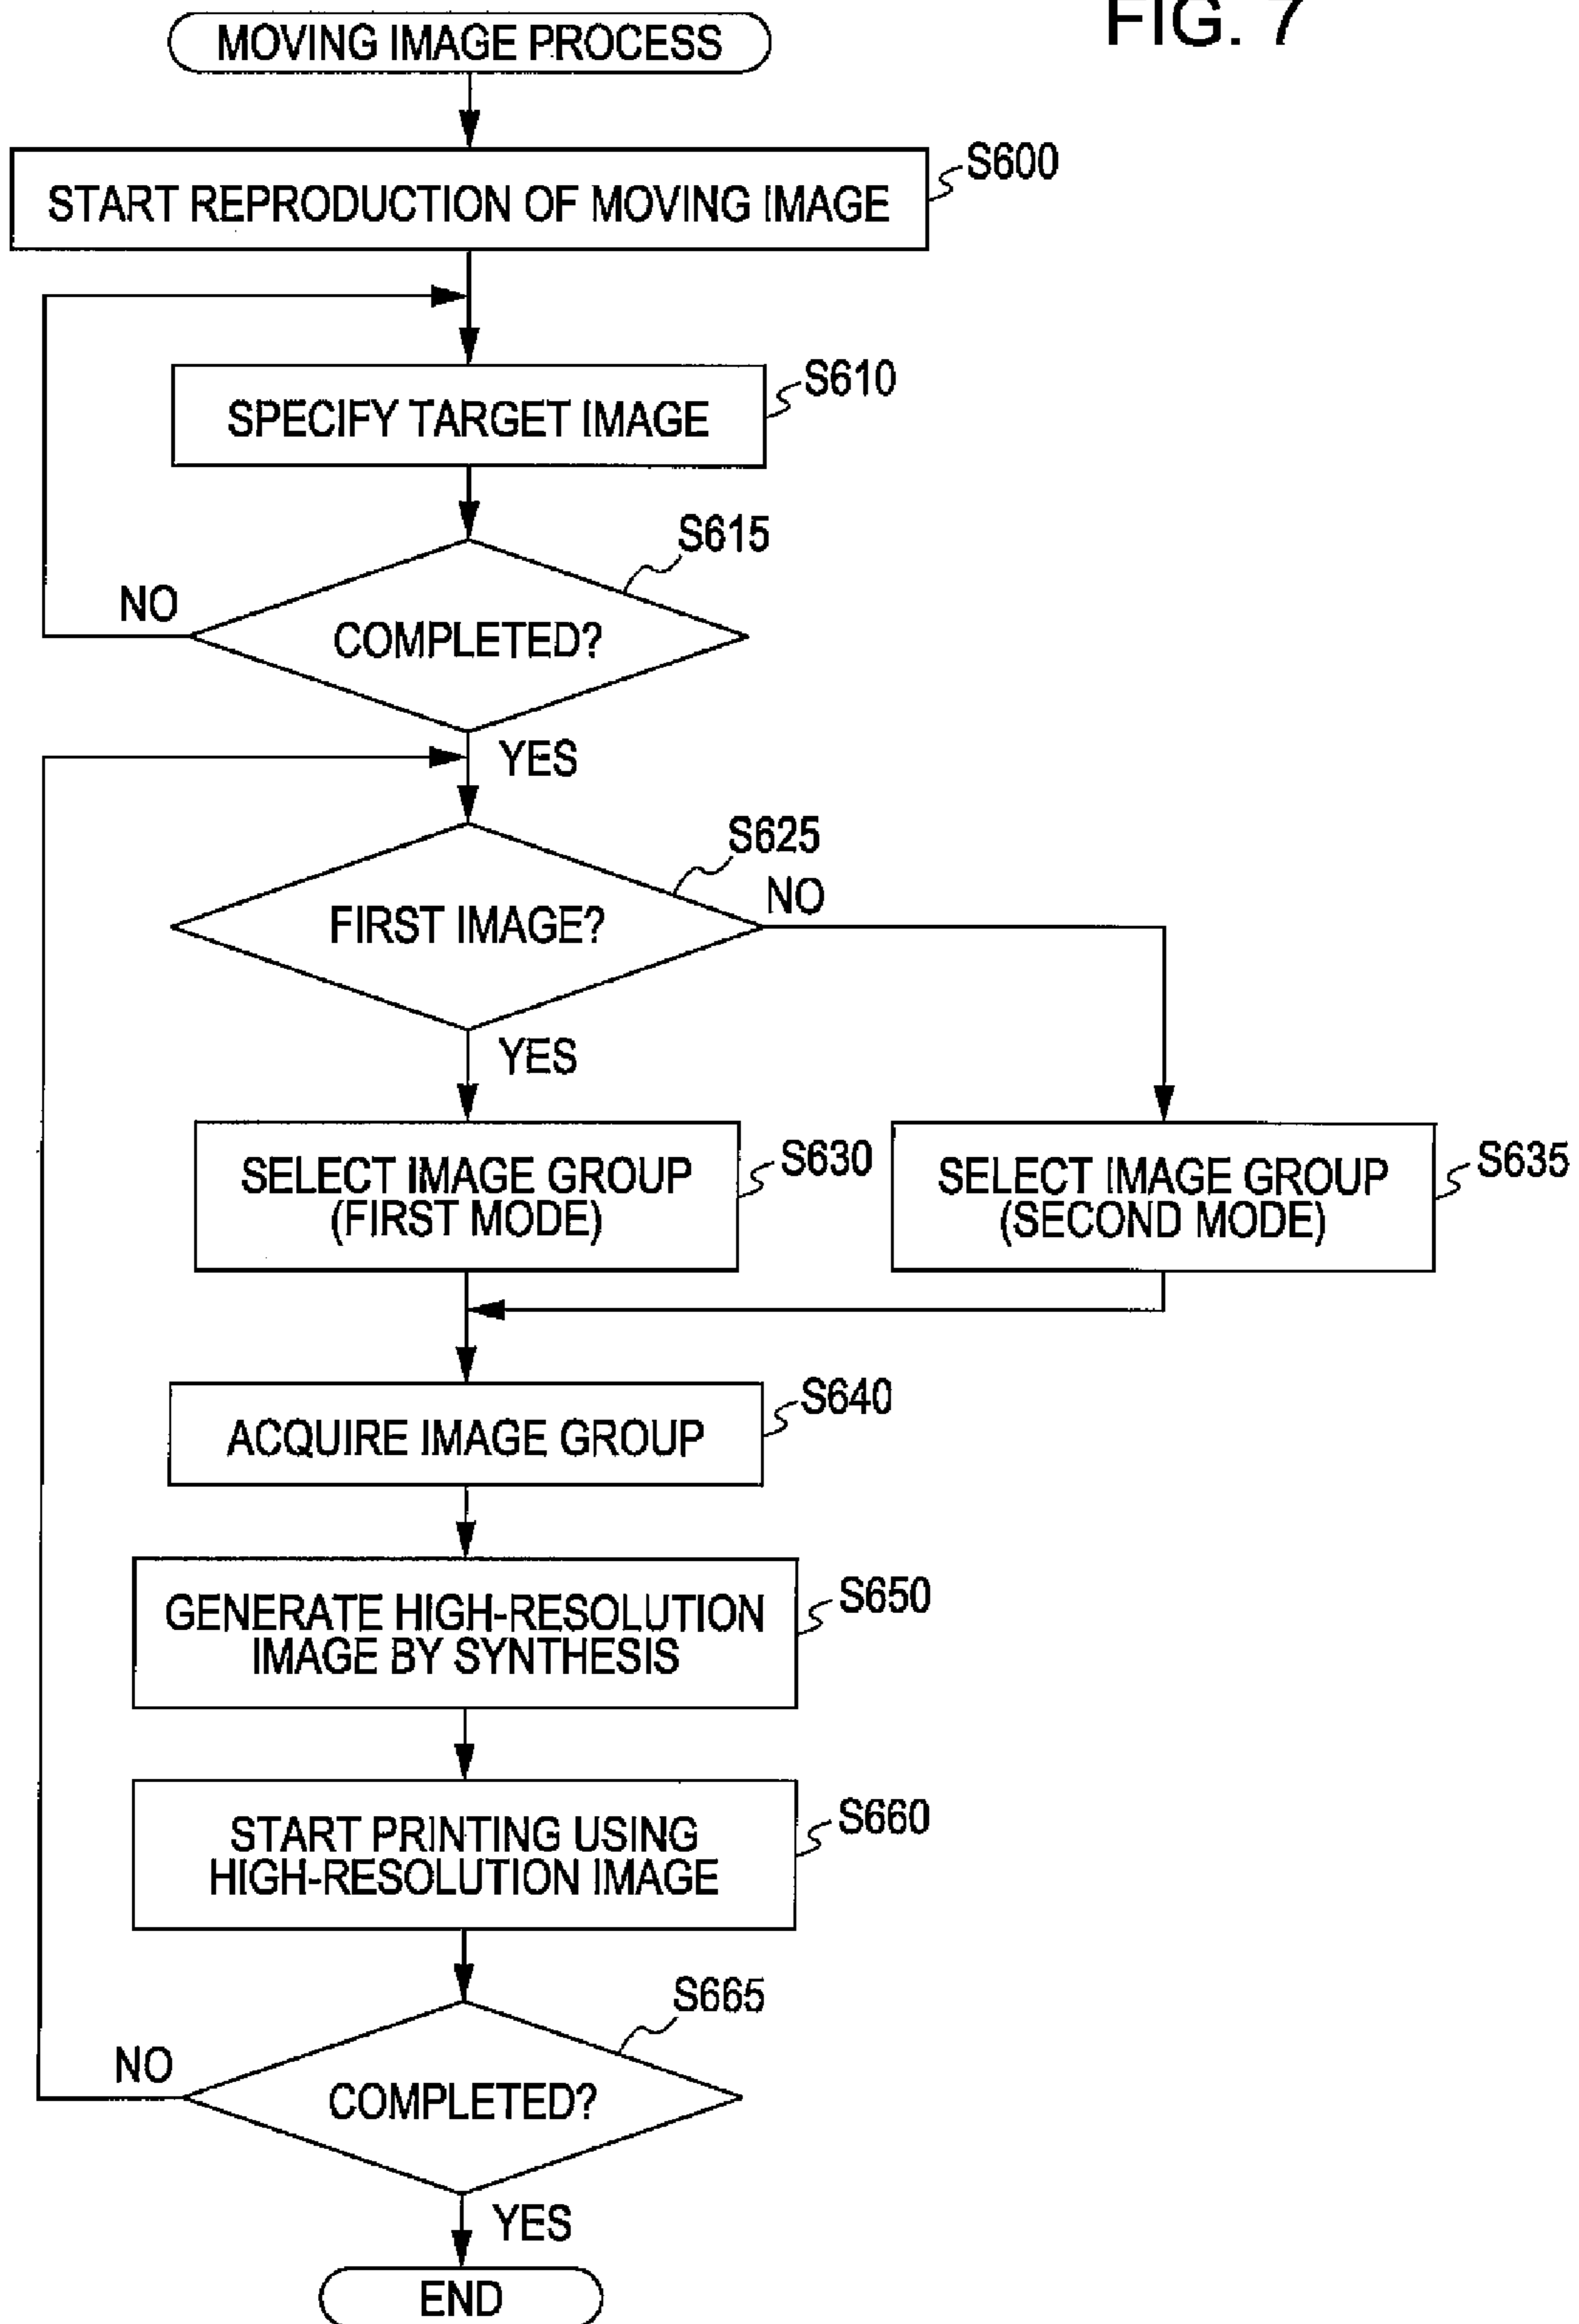 FIG. 7
MOVING IMAGE PROCESS
START REPRODUCTION OF MOVING IMAGE
S600
SPECIFY TARGET IMAGE
S610
S615
COMPLETED?
NO
YES
S625
FIRST IMAGE?
NO
YES
SELECT IMAGE GROUP
(FIRST MODE)
S630
SELECT IMAGE GROUP
(SECOND MODE)
S635
ACQUIRE IMAGE GROUP
S640
GENERATE HIGH-RESOLUTION
IMAGE BY SYNTHESIS
S650
START PRINTING USING
HIGH-RESOLUTION IMAGE
S660
S665
COMPLETED?
NO
YES
END